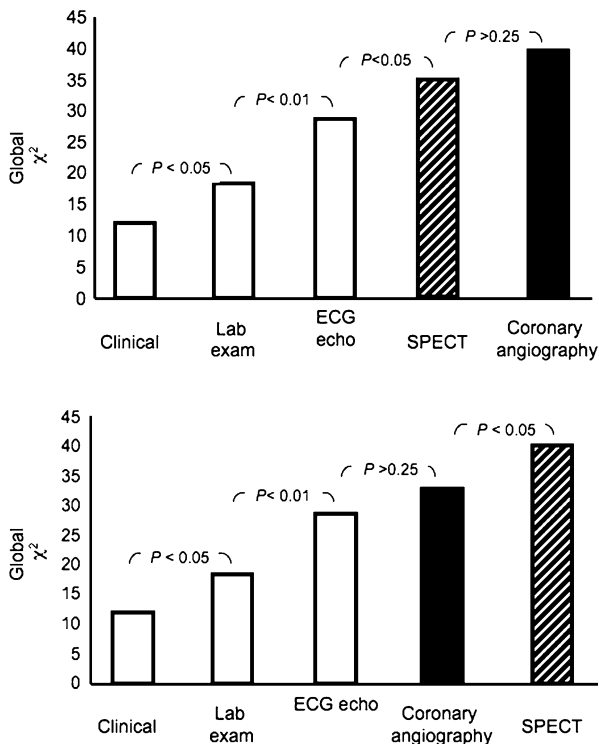 45
40
35
30
25
20
15
10
5
0
Global
χ²
P < 0.05
P< 0.01
P<0.05
P >0.25
Clinical
Lab
exam
ECG
echo
SPECT
Coronary
angiography
45
40
35
30
25
20
15
10
5
0
Global
χ²
P < 0.05
P< 0.01
P >0.25
P < 0.05
Clinical
Lab
exam
ECG echo
Coronary
angiography
SPECT